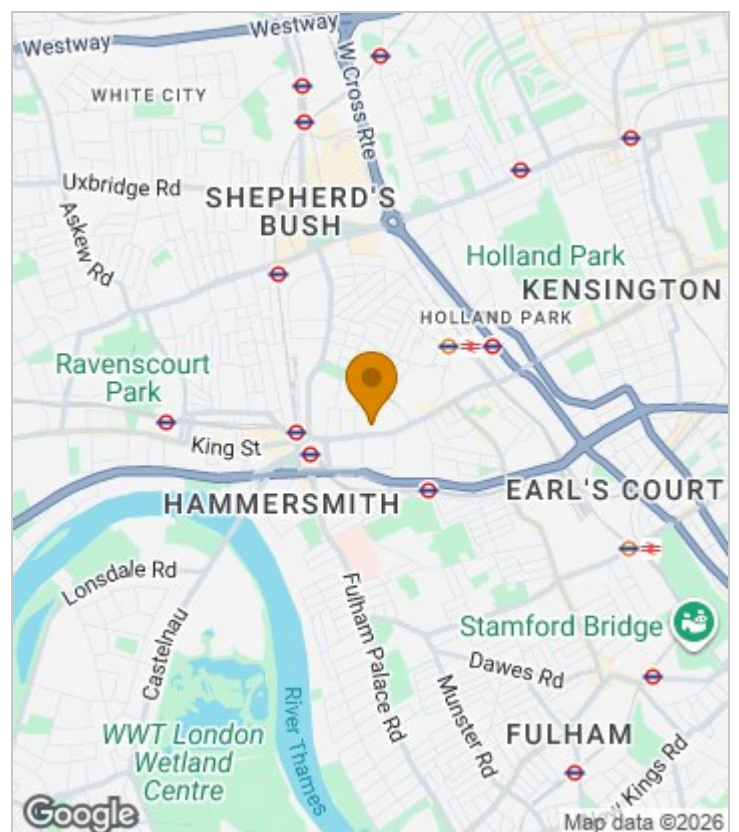 Westway
Westway
W Cross Rte
WHITE CITY
Uxbridge Rd
SHEPHERD'S
BUSH
Askew Rd
Holland Park
KENSINGTON
HOLLAND PARK
Ravenscourt
Park
King St
HAMMERSMITH
EARL'S COURT
Lonsdale Rd
Castelnau
Fulham Palace Rd
Stamford Bridge
Dawes Rd
Munster Rd
WWT London
Wetland
Centre
River Thames
FULHAM
Kings Rd
Google
Map data ©2026